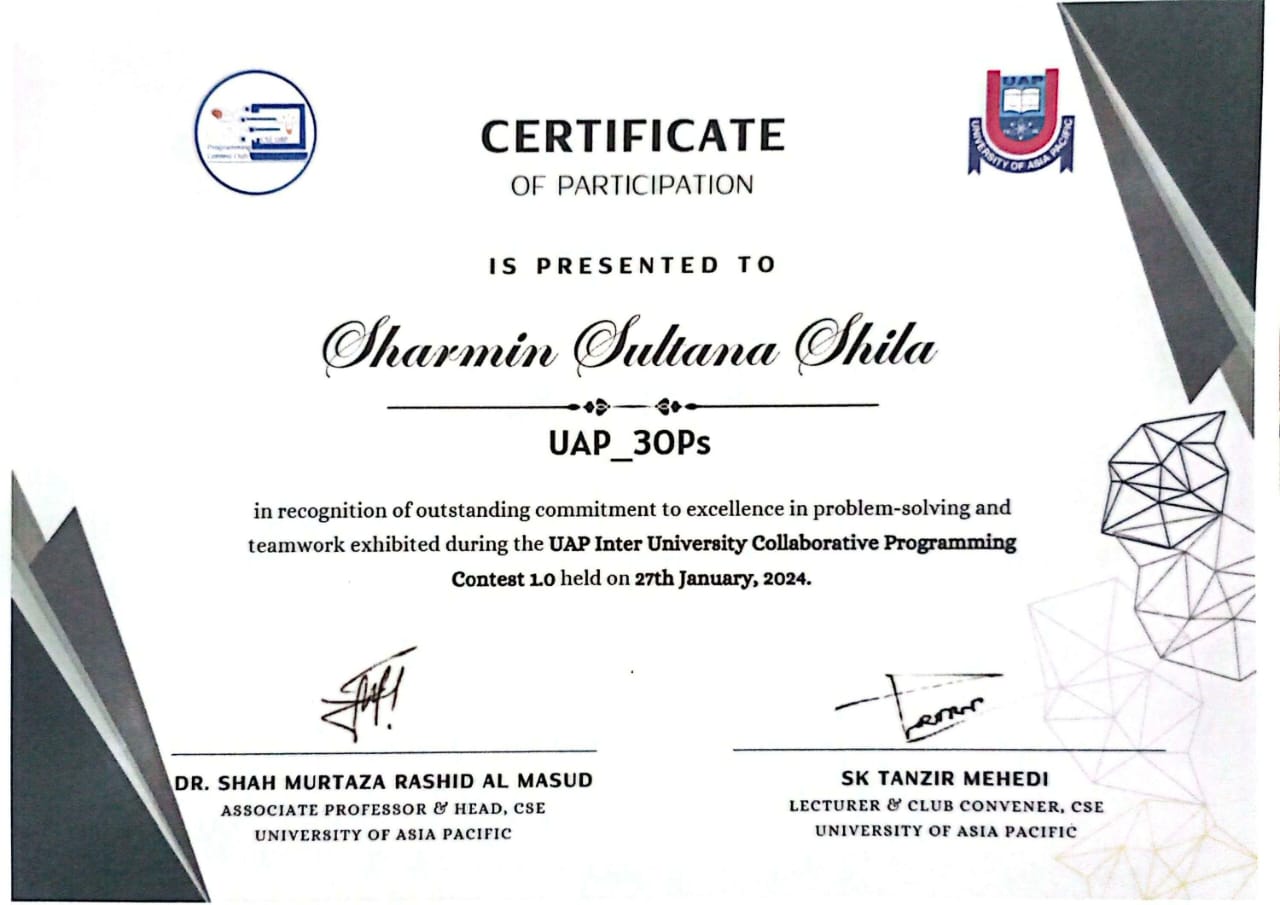 Programming
Contest Club
UAP
UNIVERSITY OF ASIA PACIFIC
CERTIFICATE
OF PARTICIPATION
IS PRESENTED TO
Sharmin Sultana Shila
UAP_3OPs
in recognition of outstanding commitment to excellence in problem-solving and
teamwork exhibited during the UAP Inter University Collaborative Programming
Contest 1.0 held on 27th January, 2024.
DR. SHAH MURTAZA RASHID AL MASUD
ASSOCIATE PROFESSOR & HEAD, CSE
UNIVERSITY OF ASIA PACIFIC
SK TANZIR MEHEDI
LECTURER & CLUB CONVENER, CSE
UNIVERSITY OF ASIA PACIFIC